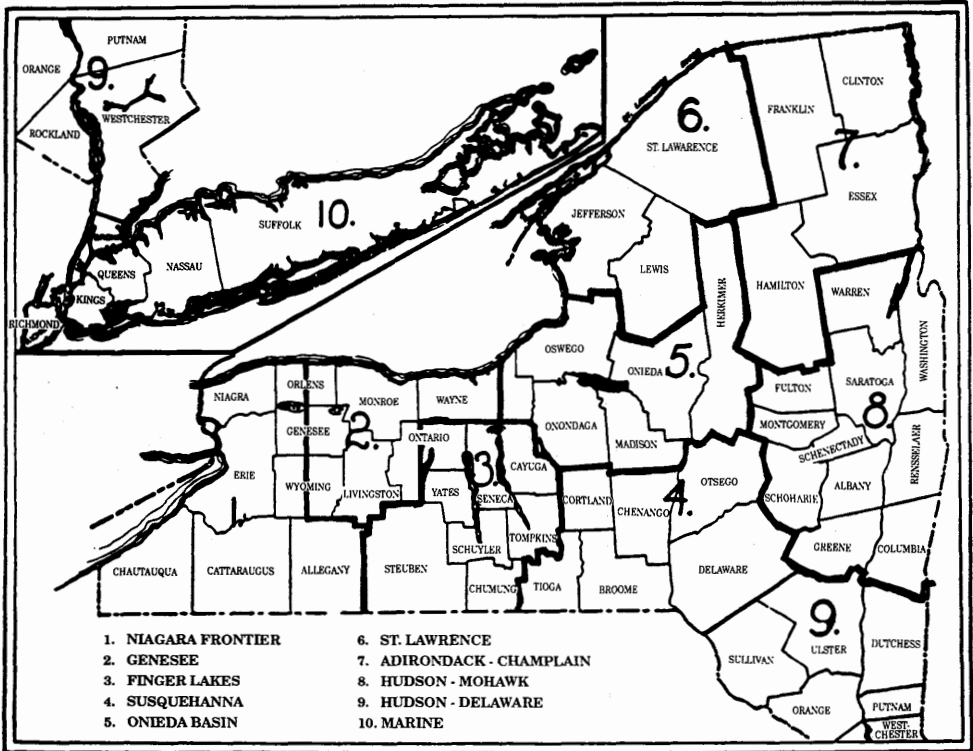 PUTNAM
ORANGE
9.
WESTCHESTER
ROCKLAND
SUFFOLK
10.
NASSAU
QUEENS
KINGS
RICHMOND
6.
ST. LAWARENCE
FRANKLIN
CLINTON
7.
ESSEX
JEFFERSON
LEWIS
HERKIMER
HAMILTON
WARREN
WASHINGTON
OSWEGO
ONIEDA
5.
FULTON
SARATOGA
8.
MONTGOMERY
SCHENECTADY
RENSSELAER
NIAGRA
ORLENS
MONROE
WAYNE
GENESEE
2.
ONTARIO
ONONDAGA
MADISON
ERIE
WYOMING
LIVINGSTON
3.
CAYUGA
YATES
SENECA
CORTLAND
CHENANGO
4.
OTSEGO
SCHOHARIE
ALBANY
1
SCHUYLER
TOMPKINS
GREENE
COLUMBIA
CHAUTAUQUA
CATTARAUGUS
ALLEGANY
STEUBEN
CHUMUNG
TIOGA
BROOME
DELAWARE
9.
ULSTER
DUTCHESS
SULLIVAN
ORANGE
PUTNAM
WEST-
CHESTER
1. NIAGARA FRONTIER
2. GENESEE
3. FINGER LAKES
4. SUSQUEHANNA
5. ONIEDA BASIN
6. ST. LAWRENCE
7. ADIRONDACK - CHAMPLAIN
8. HUDSON - MOHAWK
9. HUDSON - DELAWARE
10. MARINE